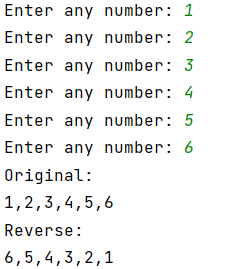 Enter any number: 1
Enter any number: 2
Enter any number: 3
Enter any number: 4
Enter any number: 5
Enter any number: 6
Original:
1,2,3,4,5,6
Reverse:
6,5,4,3,2,1